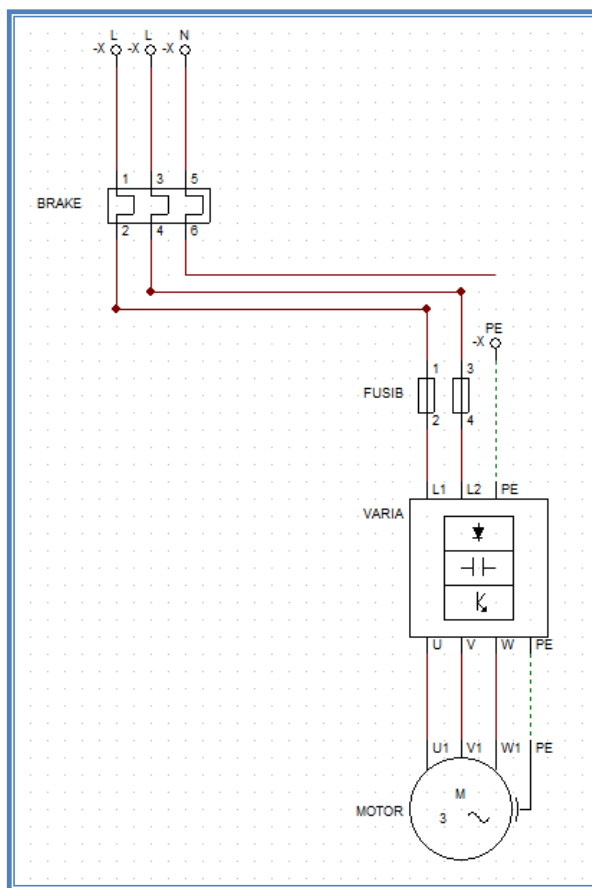 L L N
-X -X -X
1 3 5
BRAKE
2 4 6
PE
-X
1 3
FUSIB
2 4
L1 L2 PE
VARIA
U V W PE
U1 V1 W1 PE
M
MOTOR 3